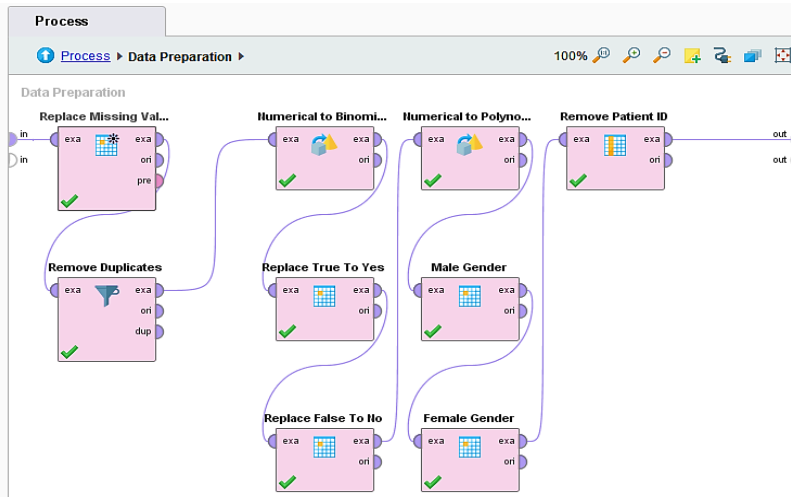 Process
Process ▸ Data Preparation ▸
100%
Data Preparation
Replace Missing Val...
Numerical to Binomi...
Numerical to Polyno...
Remove Patient ID
in
exa
exa
exa
exa
exa
exa
exa
exa
out
in
ori
ori
ori
ori
out
pre
Remove Duplicates
Replace True To Yes
Male Gender
exa
exa
exa
exa
exa
exa
ori
ori
ori
dup
Replace False To No
Female Gender
exa
exa
exa
exa
ori
ori